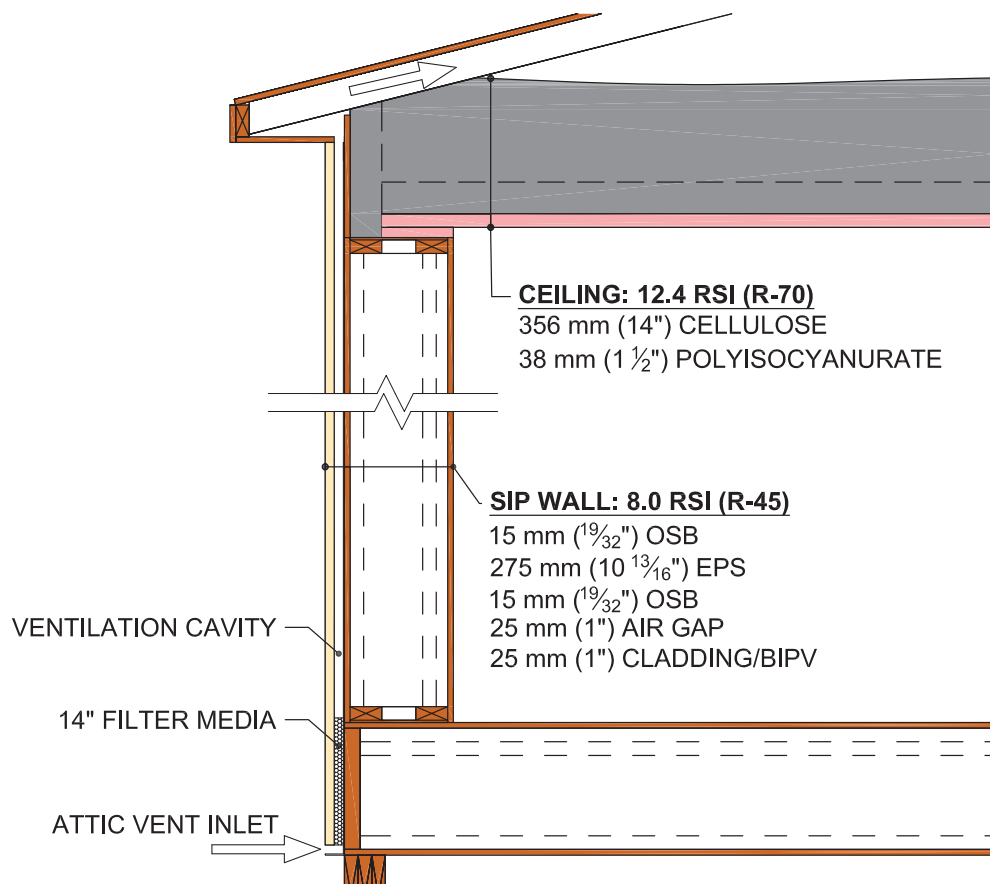 CEILING: 12.4 RSI (R-70)
356 mm (14") CELLULOSE
38 mm (1 ½") POLYISOCYANURATE
SIP WALL: 8.0 RSI (R-45)
15 mm (19⁄32") OSB
275 mm (10 13⁄16") EPS
15 mm (19⁄32") OSB
25 mm (1") AIR GAP
25 mm (1") CLADDING/BIPV
VENTILATION CAVITY
14" FILTER MEDIA
ATTIC VENT INLET